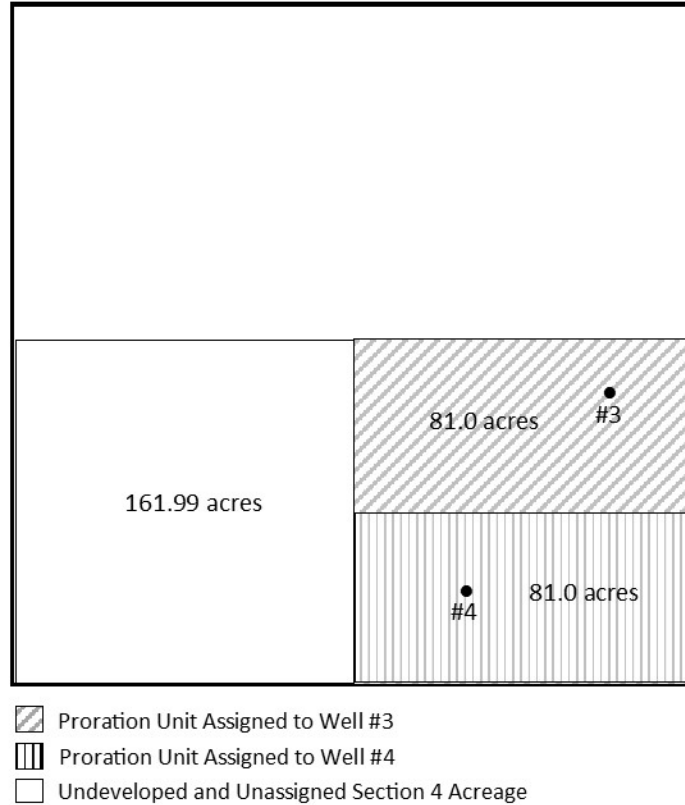 81.0 acres
#3
161.99 acres
#4
81.0 acres
Proration Unit Assigned to Well #3
Proration Unit Assigned to Well #4
Undeveloped and Unassigned Section 4 Acreage